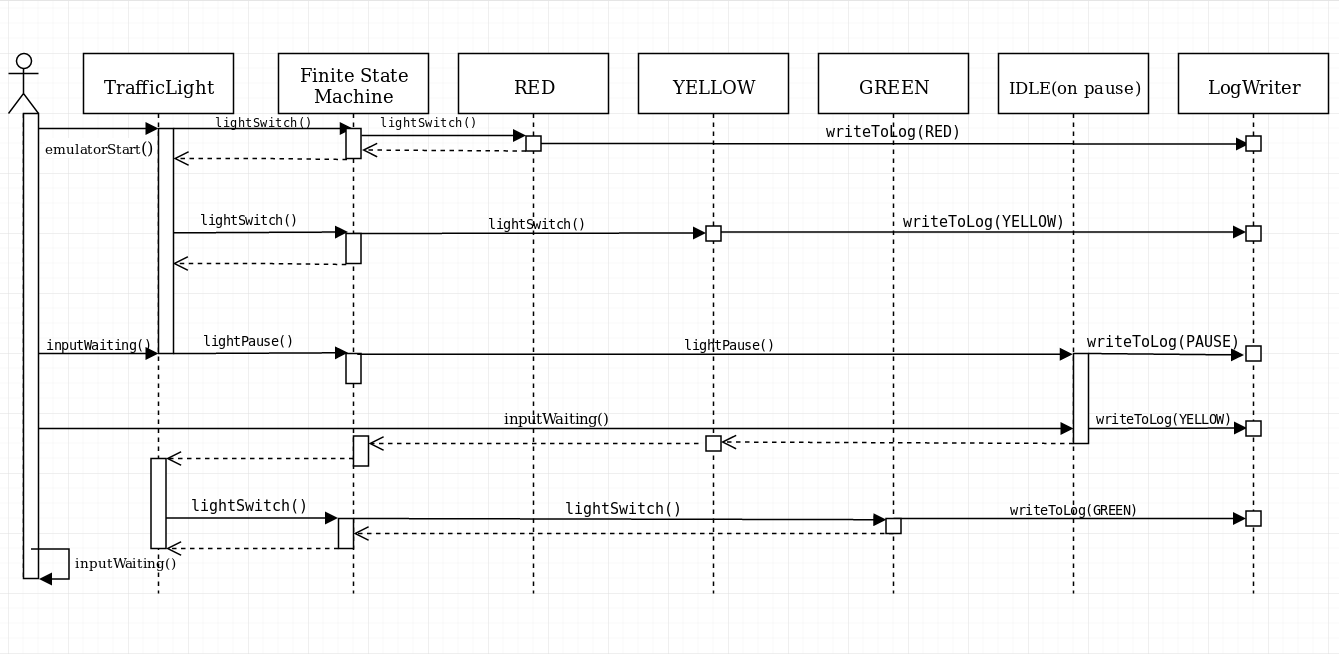 TrafficLight
Finite State
Machine
RED
YELLOW
GREEN
IDLE(on pause)
LogWriter
lightSwitch()
lightSwitch()
writeToLog(RED)
emulatorStart()
lightSwitch()
lightSwitch()
writeToLog(YELLOW)
inputWaiting()
lightPause()
lightPause()
writeToLog(PAUSE)
inputWaiting()
writeToLog(YELLOW)
lightSwitch()
lightSwitch()
writeToLog(GREEN)
inputWaiting()